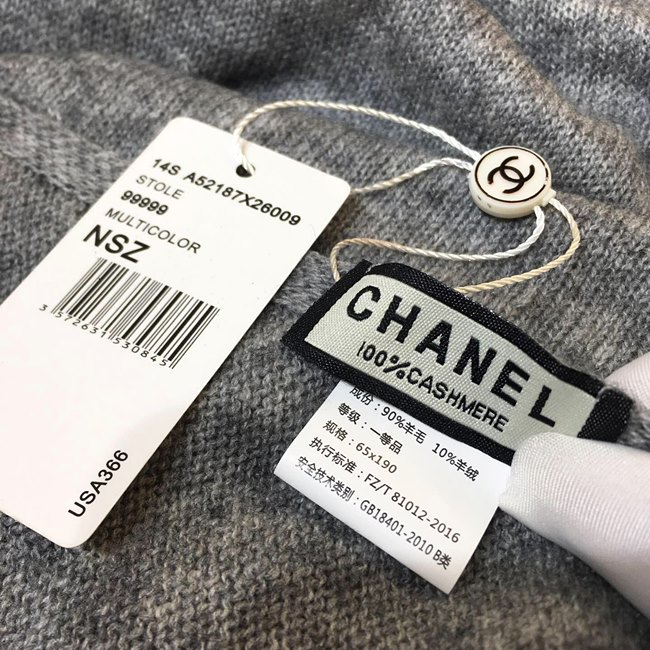 14S A52187X26009
STOLE
99999
MULTICOLOR
NSZ
3 572631 530845
USA366
CHANEL
100%CASHMERE
成份：90%羊毛 10%羊绒
等级：一等品
规格：65x190
执行标准：FZ/T 81012-2016
安全技术类别：GB18401-2010 B类